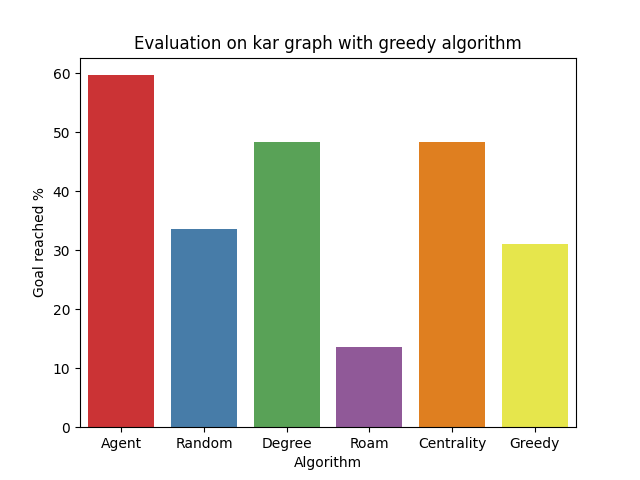 Evaluation on kar graph with greedy algorithm
60
50
40
30
20
10
0
Goal reached %
Agent Random Degree Roam Centrality Greedy
Algorithm